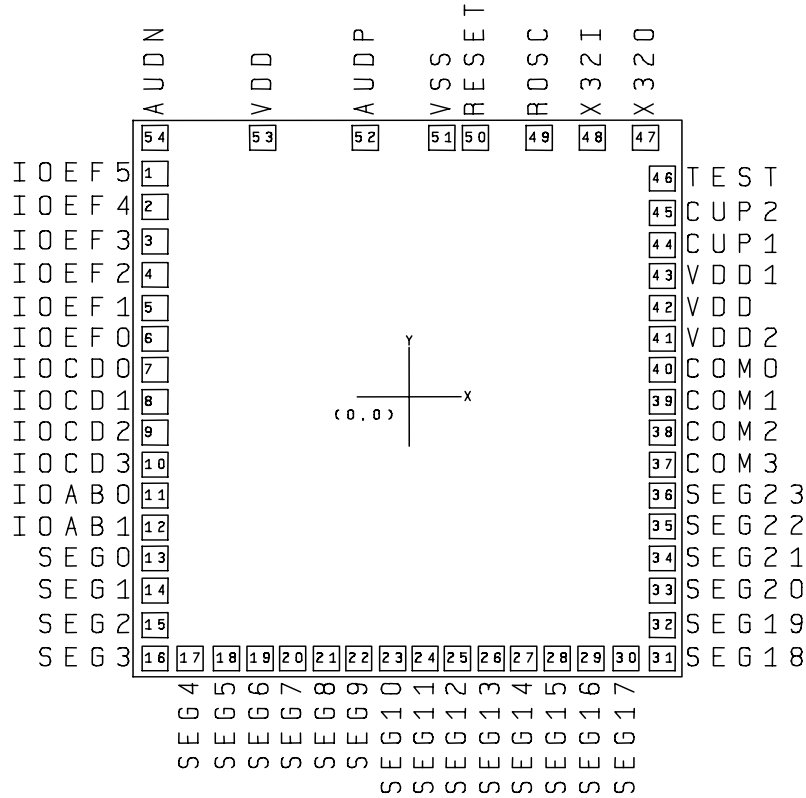 AUDN VDD AUDP VSS RESET ROSC X32I X32O
54 53 52 51 50 49 48 47
IOEF5 1 46 TEST
IOEF4 2 45 CUP2
IOEF3 3 44 CUP1
IOEF2 4 43 VDD1
IOEF1 5 42 VDD
IOEF0 6 41 VDD2
IOCD0 7 40 COM0
IOCD1 8 39 COM1
IOCD2 9 38 COM2
IOCD3 10 37 COM3
IOAB0 11 36 SEG23
IOAB1 12 35 SEG22
SEG0 13 34 SEG21
SEG1 14 33 SEG20
SEG2 15 32 SEG19
SEG3 16 17 18 19 20 21 22 23 24 25 26 27 28 29 30 31 SEG18
SEG4 SEG5 SEG6 SEG7 SEG8 SEG9 SEG10 SEG11 SEG12 SEG13 SEG14 SEG15 SEG16 SEG17
Y
X
(0,0)